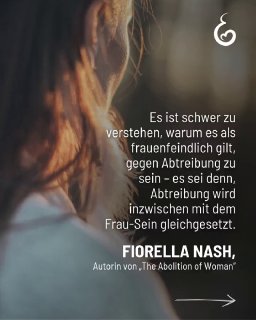 Es ist schwer zu
verstehen, warum es als
frauenfeindlich gilt,
gegen Abtreibung zu
sein – es sei denn,
Abtreibung wird
inzwischen mit dem
Frau-Sein gleichgesetzt.
FIORELLA NASH,
Autorin von „The Abolition of Woman“